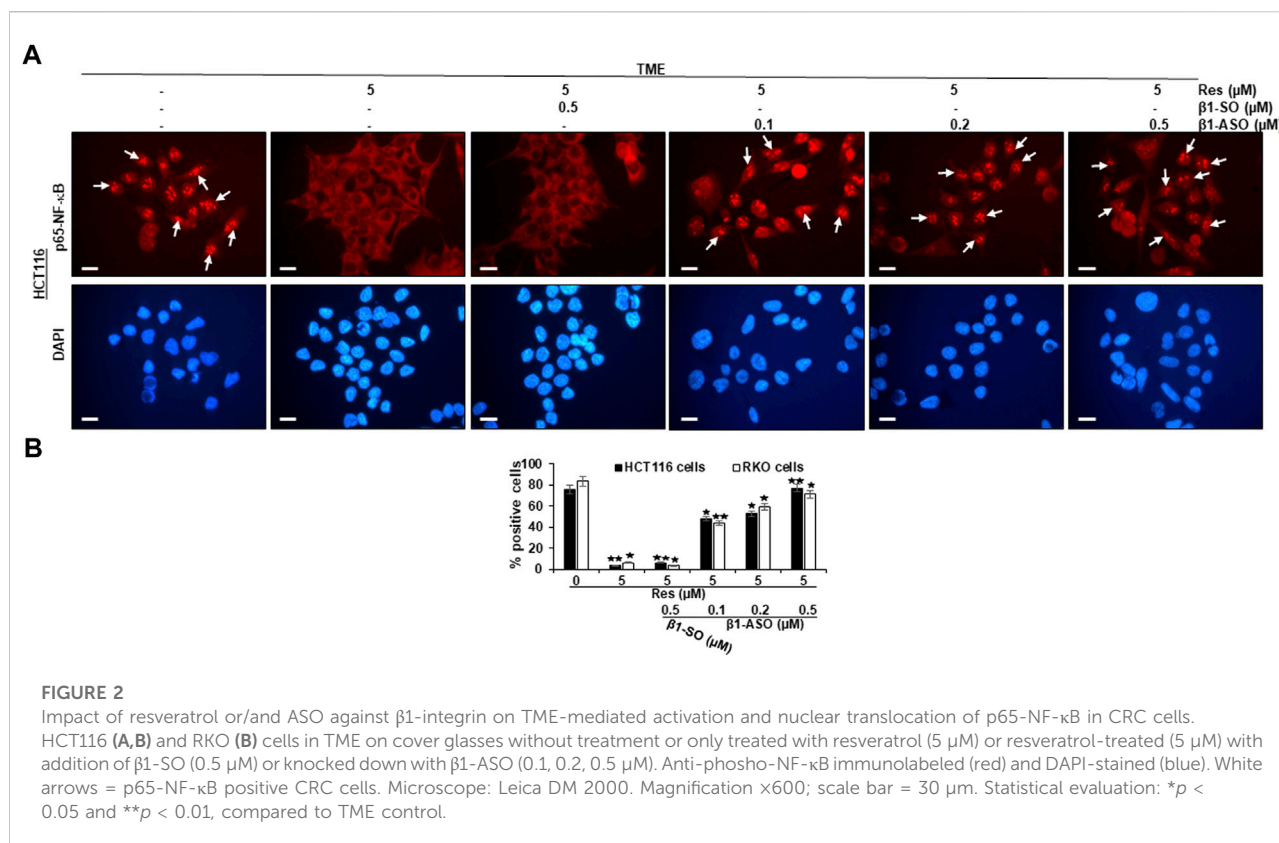 A
TME
- 5 5 5 5 5 Res (µM)
- - 0.5 - - - β1-SO (µM)
- - - 0.1 0.2 0.5 β1-ASO (µM)
HCT116
p65-NF-κB
DAPI
B
% positive cells
100
80
60
40
20
0
HCT116 cells RKO cells
★★ ★ ★★ ★ ★ ★★ ★ ★ ★★ ★
0 5 5 5 5 5
Res (µM)
0.5 0.1 0.2 0.5
β1-SO (µM) β1-ASO (µM)
FIGURE 2
Impact of resveratrol or/and ASO against β1-integrin on TME-mediated activation and nuclear translocation of p65-NF-κB in CRC cells.
HCT116 (A,B) and RKO (B) cells in TME on cover glasses without treatment or only treated with resveratrol (5 µM) or resveratrol-treated (5 µM) with
addition of β1-SO (0.5 µM) or knocked down with β1-ASO (0.1, 0.2, 0.5 µM). Anti-phosho-NF-κB immunolabeled (red) and DAPI-stained (blue). White
arrows = p65-NF-κB positive CRC cells. Microscope: Leica DM 2000. Magnification ×600; scale bar = 30 µm. Statistical evaluation: *p <
0.05 and **p < 0.01, compared to TME control.